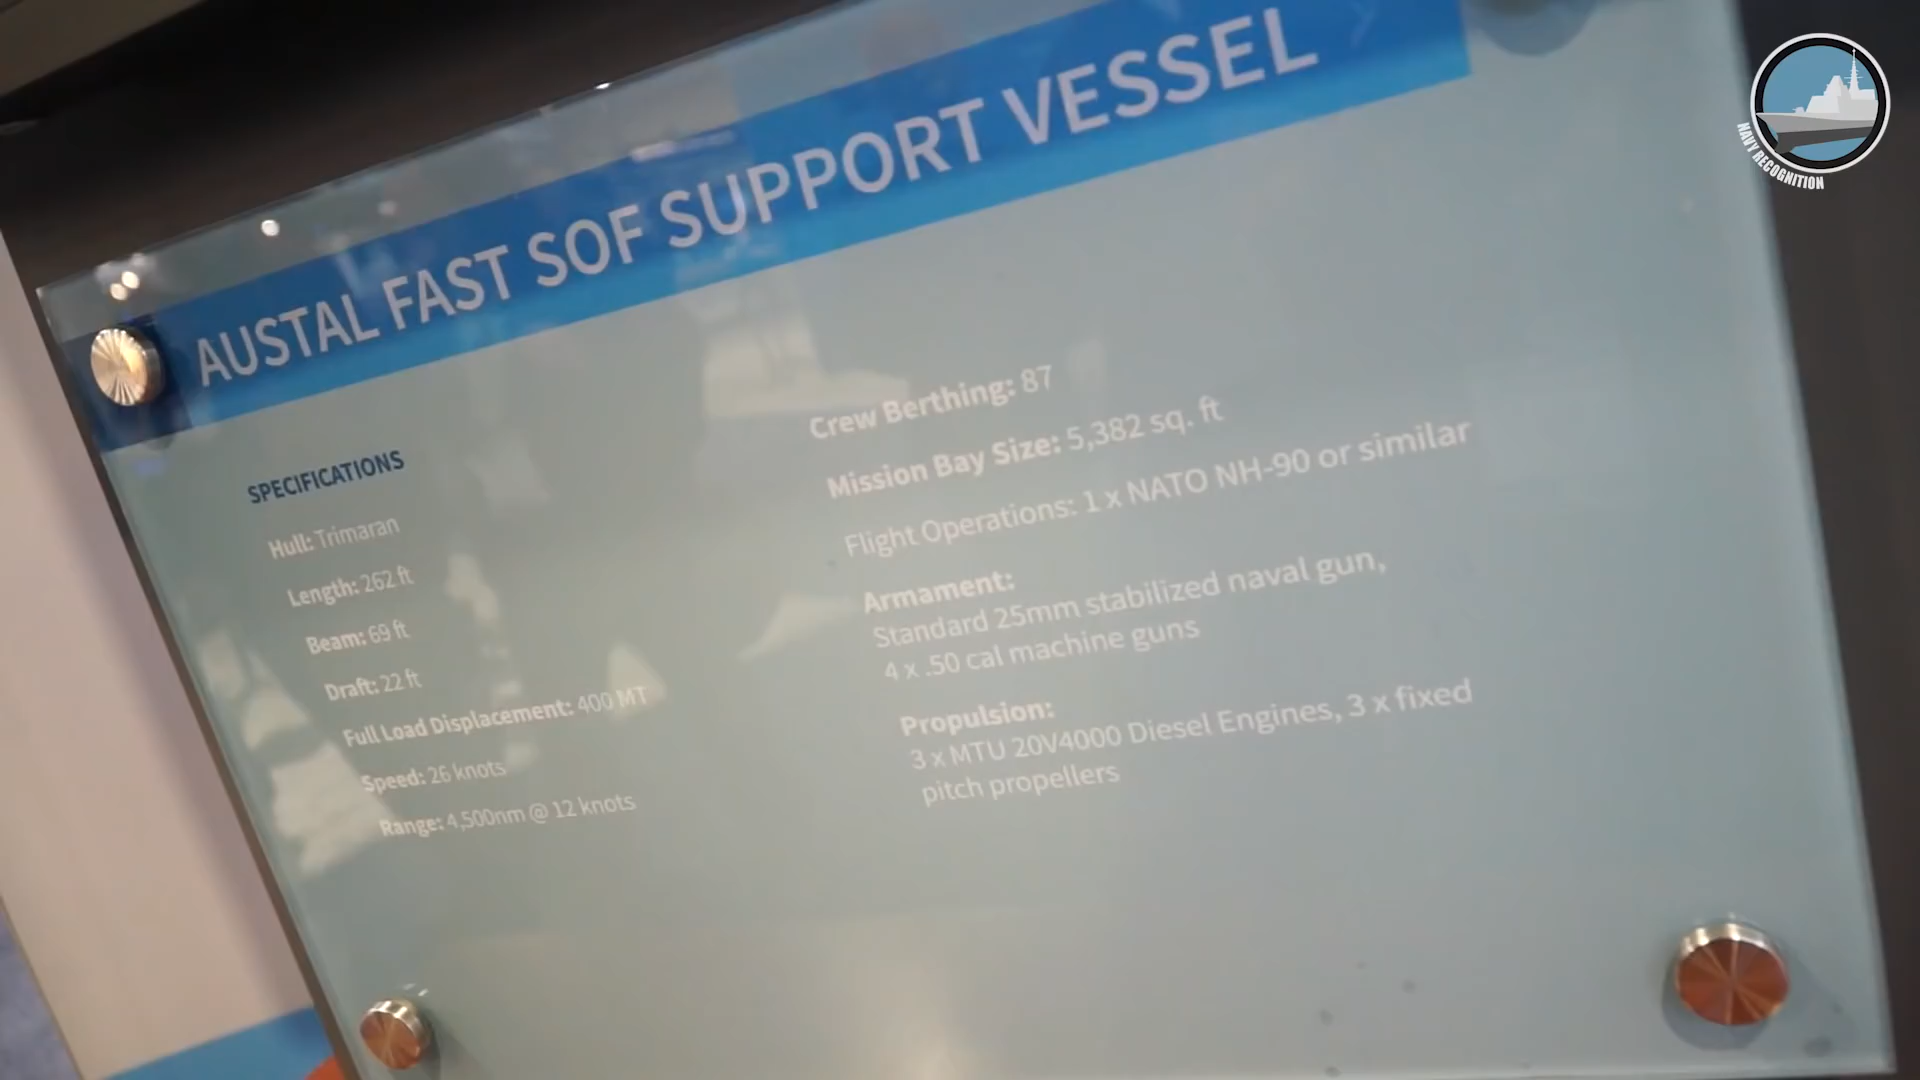 AUSTAL FAST SOF SUPPORT VESSEL
SPECIFICATIONS
Hull: Trimaran
Length: 262 ft
Beam: 69 ft
Draft: 22 ft
Full Load Displacement: 400 MT
Speed: 26 knots
Range: 4,500nm @ 12 knots
Crew Berthing: 87
Mission Bay Size: 5,382 sq. ft
Flight Operations: 1 x NATO NH-90 or similar
Armament:
Standard 25mm stabilized naval gun,
4 x .50 cal machine guns
Propulsion:
3 x MTU 20V4000 Diesel Engines, 3 x fixed
pitch propellers
NAVY RECOGNITION